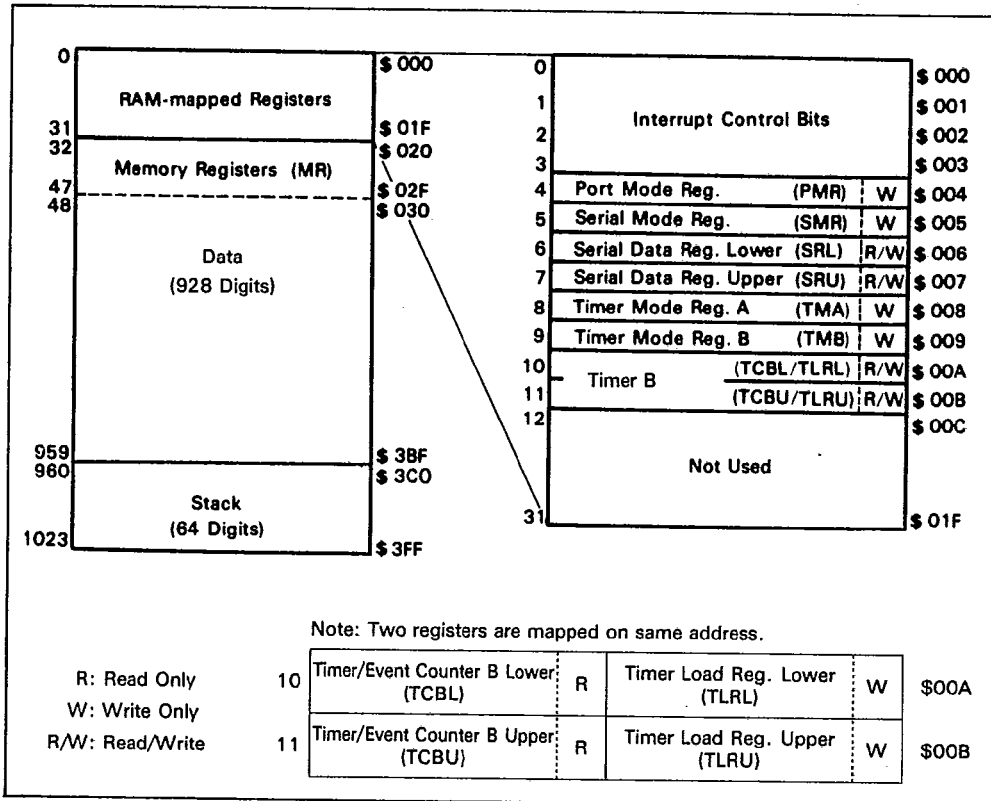 0 $ 000
RAM-mapped Registers
31 $ 01F
32 $ 020
Memory Registers (MR)
47 $ 02F
48 $ 030
Data
(928 Digits)
959 $ 3BF
960 $ 3C0
Stack
(64 Digits)
1023 $ 3FF
0 $ 000
1 $ 001
Interrupt Control Bits
2 $ 002
3 $ 003
4 Port Mode Reg. (PMR) W $ 004
5 Serial Mode Reg. (SMR) W $ 005
6 Serial Data Reg. Lower (SRL) R/W $ 006
7 Serial Data Reg. Upper (SRU) R/W $ 007
8 Timer Mode Reg. A (TMA) W $ 008
9 Timer Mode Reg. B (TMB) W $ 009
10 (TCBL/TLRL) R/W $ 00A
Timer B
11 (TCBU/TLRU) R/W $ 00B
12 $ 00C
Not Used
31 $ 01F
Note: Two registers are mapped on same address.
R: Read Only
W: Write Only
R/W: Read/Write
10 Timer/Event Counter B Lower (TCBL) R Timer Load Reg. Lower (TLRL) W $00A
11 Timer/Event Counter B Upper (TCBU) R Timer Load Reg. Upper (TLRU) W $00B